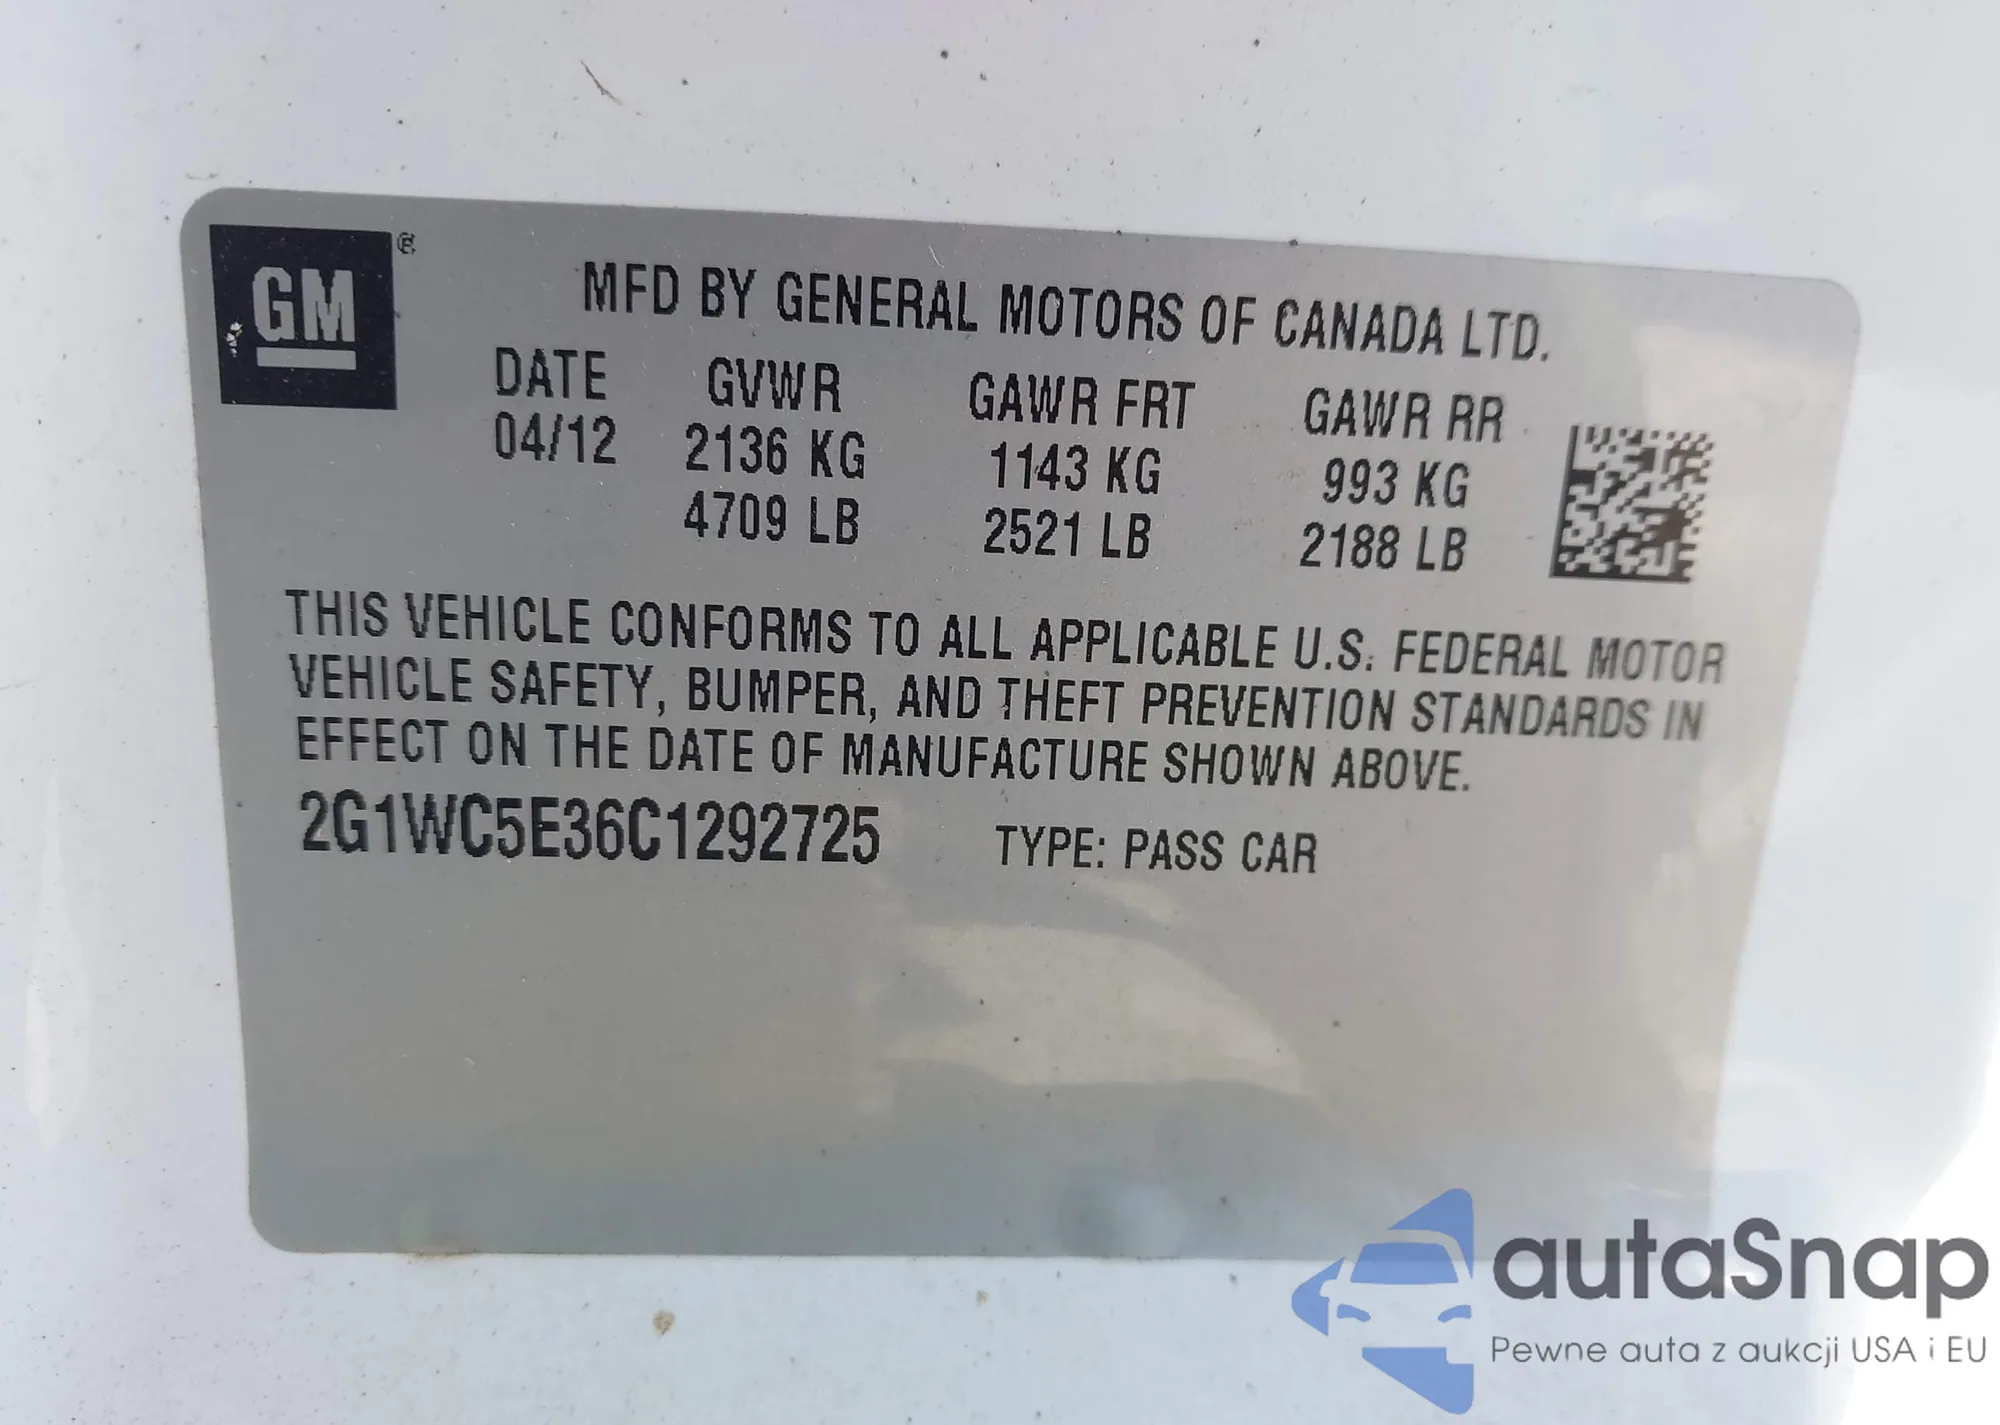 GM ®
MFD BY GENERAL MOTORS OF CANADA LTD.
DATE GVWR GAWR FRT GAWR RR
04/12 2136 KG 1143 KG 993 KG
4709 LB 2521 LB 2188 LB
THIS VEHICLE CONFORMS TO ALL APPLICABLE U.S. FEDERAL MOTOR
VEHICLE SAFETY, BUMPER, AND THEFT PREVENTION STANDARDS IN
EFFECT ON THE DATE OF MANUFACTURE SHOWN ABOVE.
2G1WC5E36C1292725 TYPE: PASS CAR
autaSnap
Pewne auta z aukcji USA i EU